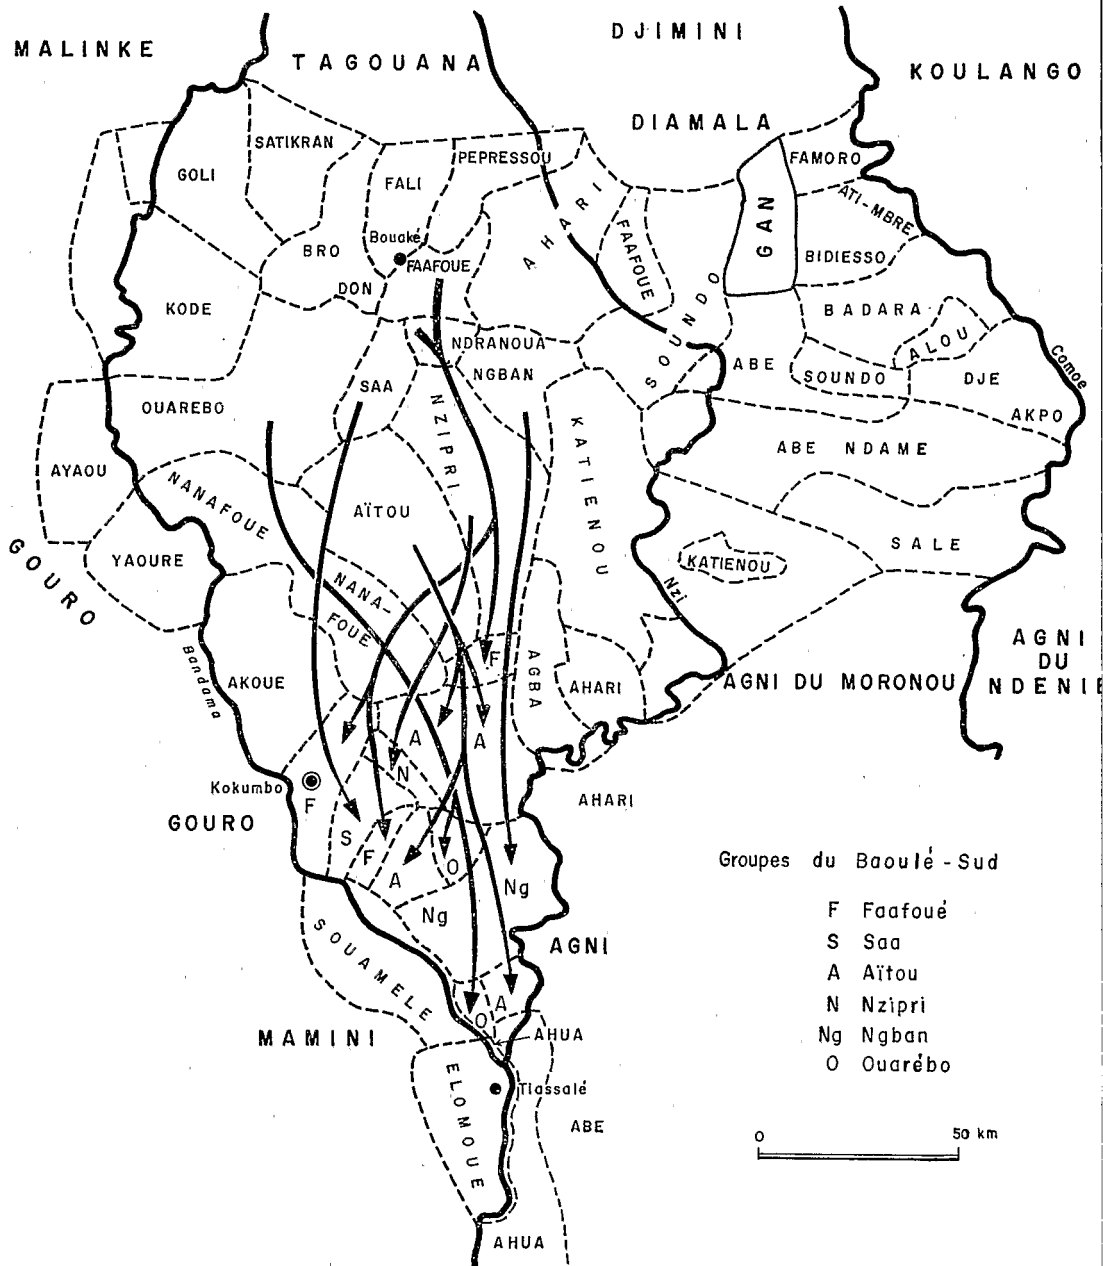 MALINKE
TAGOUANA
DJIMINI
KOULANGO
DIAMALA
SATIKRAN
GOLI
FALI
PEPRESSOU
FAMORO
AHARI
FAAFOUE
GAN
ATI-MBRE
BRO
Bouaké
FAAFOUE
BIDIESSO
DON
KODE
SOUNDO
BADARA
ALOU
NDRANOUA
NGBAN
SAA
ABE
SOUNDO
DJE
Comoe
OUAREBO
NZIPRI
KATIENOU
AKPO
AYAOU
NANAFOUE
AÏTOU
ABE NDAME
GOURO
YAOURE
SALE
KATIENOU
NANA-
FOUE
Nzi
Bandama
AKOUE
F
AGBA
AHARI
AGNI DU MORONOU
AGNI
DU
NDENIE
A
A
N
Kokumbo
F
AHARI
GOURO
S
F
A
O
Ng
Ng
SOUAMELE
AGNI
MAMINI
A
O
AHUA
Tiassalé
ELOMOUE
ABE
AHUA
Groupes du Baoulé-Sud
F Faafoué
S Saa
A Aïtou
N Nzipri
Ng Ngban
O Ouarébo
0 50 km